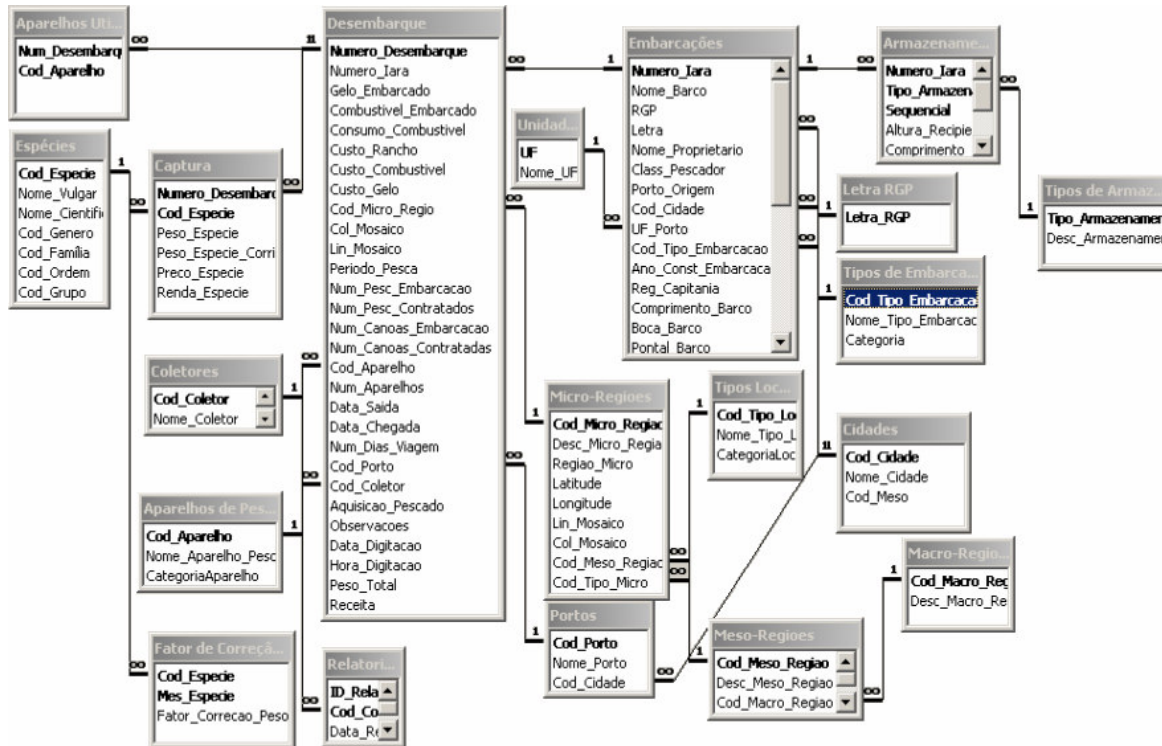 Aparelhos Uti...
Num_Desembarq
Cod_Aparelho
Espécies
Cod_Especie
Nome_Vulgar
Nome_Cientifi
Cod_Genero
Cod_Família
Cod_Ordem
Cod_Grupo
Captura
Numero_Desembar
Cod_Especie
Peso_Especie
Peso_Especie_Corri
Preco_Especie
Renda_Especie
Coletores
Cod_Coletor
Nome_Coletor
Aparelhos de Pes...
Cod_Aparelho
Nome_Aparelho_Pesc
CategoriaAparelho
Fator de Correçã...
Cod_Especie
Mes_Especie
Fator_Correcao_Peso
Desembarque
Numero_Desembarque
Numero_Iara
Gelo_Embarcado
Combustivel_Embarcado
Consumo_Combustivel
Custo_Rancho
Custo_Combustivel
Custo_Gelo
Cod_Micro_Regio
Col_Mosaico
Lin_Mosaico
Periodo_Pesca
Num_Pesc_Embarcacao
Num_Pesc_Contratados
Num_Canoas_Embarcacao
Num_Canoas_Contratadas
Cod_Aparelho
Num_Aparelhos
Data_Saida
Data_Chegada
Num_Dias_Viagem
Cod_Porto
Cod_Coletor
Aquisicao_Pescado
Observacoes
Data_Digitacao
Hora_Digitacao
Peso_Total
Receita
Relatori...
ID_Rela
Cod_Co
Data_Re
Unidad...
UF
Nome_UF
Embarcações
Numero_Iara
Nome_Barco
RGP
Letra
Nome_Proprietario
Class_Pescador
Porto_Origem
Cod_Cidade
UF_Porto
Cod_Tipo_Embarcacao
Ano_Const_Embarcaca
Reg_Capitania
Comprimento_Barco
Boca_Barco
Pontal_Barco
Micro-Regioes
Cod_Micro_Regiac
Desc_Micro_Regia
Regiao_Micro
Latitude
Longitude
Lin_Mosaico
Col_Mosaico
Cod_Meso_Regiac
Cod_Tipo_Micro
Portos
Cod_Porto
Nome_Porto
Cod_Cidade
Tipos Loc...
Cod_Tipo_Lo
Nome_Tipo_L
CategoriaLoc
Meso-Regioes
Cod_Meso_Regiao
Desc_Meso_Regiao
Cod_Macro_Regiao
Armazename...
Numero_Iara
Tipo_Armazen
Sequencial
Altura_Recipie
Comprimento
Letra RGP
Letra_RGP
Tipos de Armaz...
Tipo_Armazenamer
Desc_Armazenamer
Tipos de Embarca...
Cod_Tipo_Embarcaca
Nome_Tipo_Embarcac
Categoria
Cidades
Cod_Cidade
Nome_Cidade
Cod_Meso
Macro-Regio...
Cod_Macro_Reg
Desc_Macro_Re